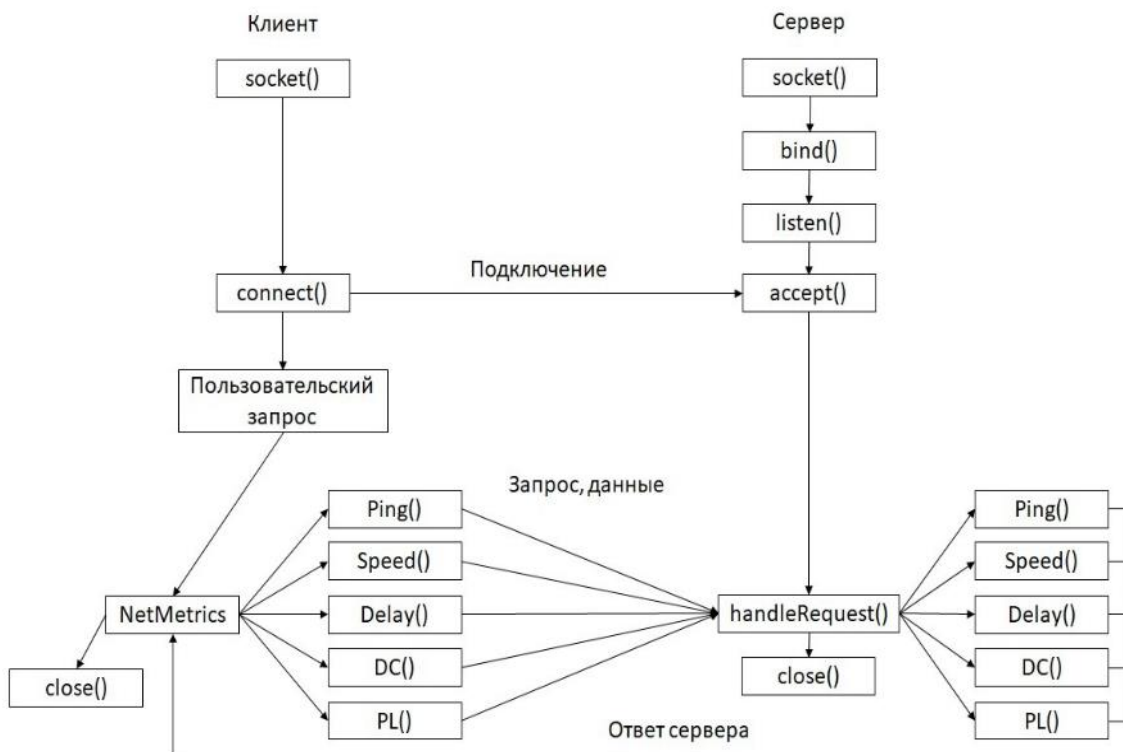 Клиент
Сервер
socket()
socket()
bind()
listen()
Подключение
connect()
accept()
Пользовательский
запрос
Запрос, данные
Ping()
Ping()
Speed()
Speed()
NetMetrics
Delay()
handleRequest()
Delay()
close()
DC()
close()
DC()
PL()
Ответ сервера
PL()